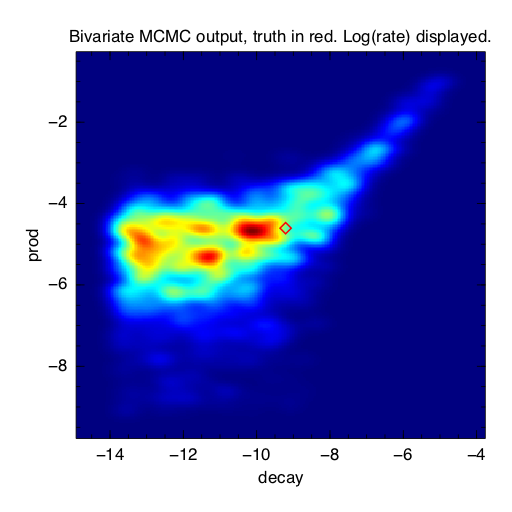 Bivariate MCMC output, truth in red. Log(rate) displayed.
−2
−4
prod
−6
−8
−14 −12 −10 −8 −6 −4
decay